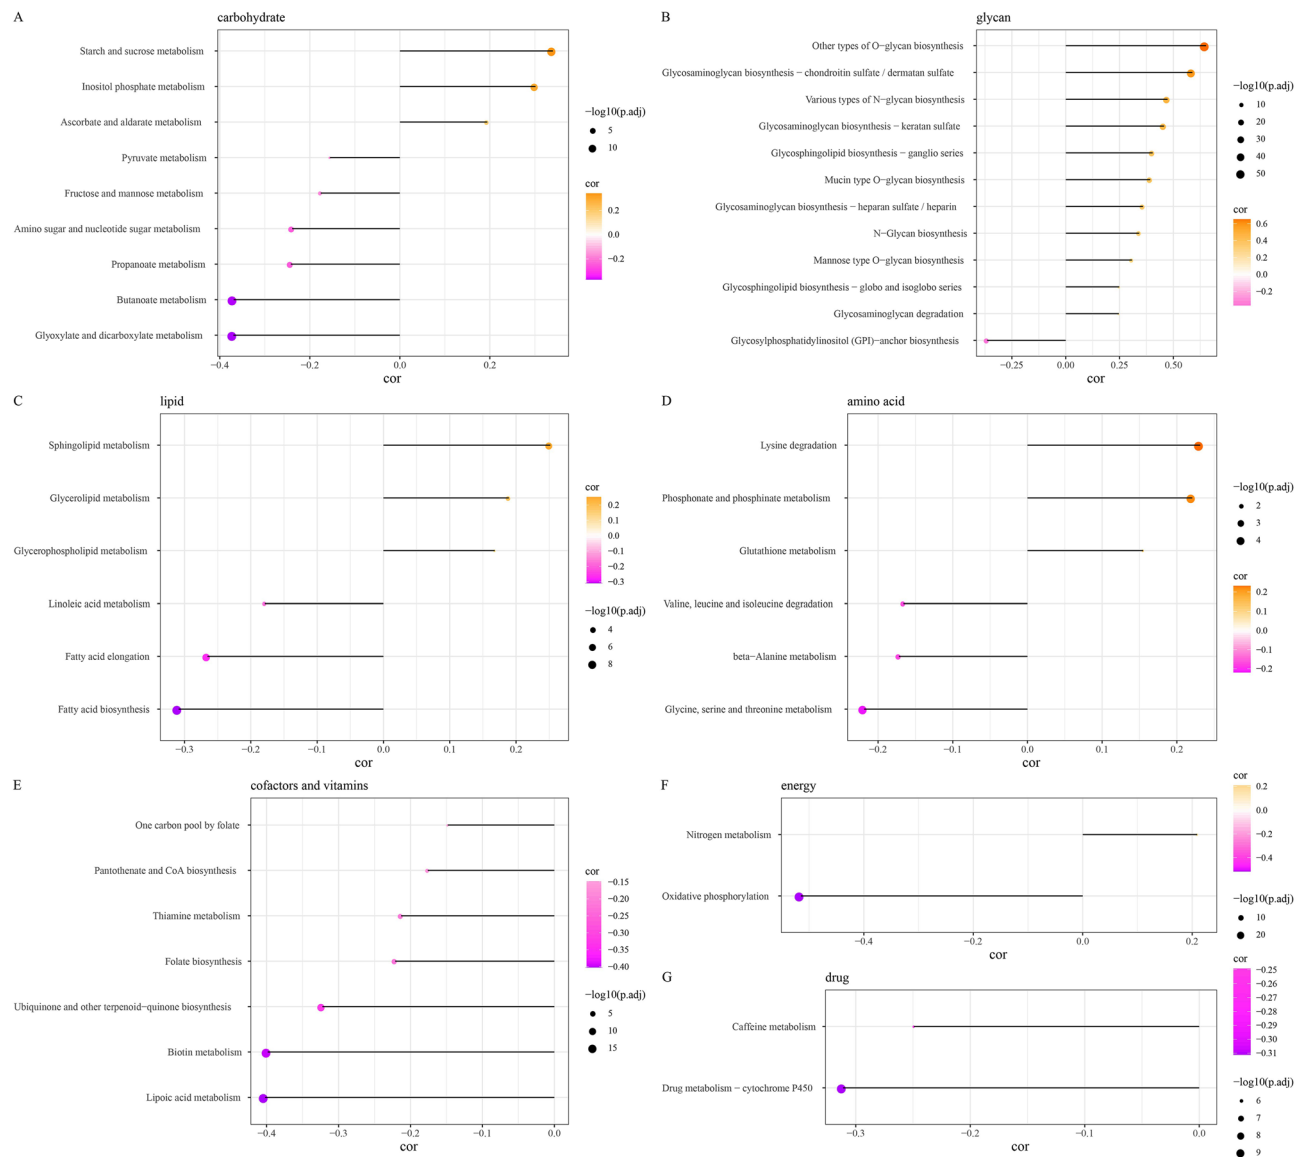 A
carbohydrate
Starch and sucrose metabolism
Inositol phosphate metabolism
Ascorbate and aldarate metabolism
Pyruvate metabolism
Fructose and mannose metabolism
Amino sugar and nucleotide sugar metabolism
Propanoate metabolism
Butanoate metabolism
Glyoxylate and dicarboxylate metabolism
−0.4 −0.2 0.0 0.2
cor
−log10(p.adj)
5
10
cor
0.2
0.0
−0.2
B
glycan
Other types of O−glycan biosynthesis
Glycosaminoglycan biosynthesis − chondroitin sulfate / dermatan sulfate
Various types of N−glycan biosynthesis
Glycosaminoglycan biosynthesis − keratan sulfate
Glycosphingolipid biosynthesis − ganglio series
Mucin type O−glycan biosynthesis
Glycosaminoglycan biosynthesis − heparan sulfate / heparin
N−Glycan biosynthesis
Mannose type O−glycan biosynthesis
Glycosphingolipid biosynthesis − globo and isoglobo series
Glycosaminoglycan degradation
Glycosylphosphatidylinositol (GPI)−anchor biosynthesis
−0.25 0.00 0.25 0.50
cor
−log10(p.adj)
10
20
30
40
50
cor
0.6
0.4
0.2
0.0
−0.2
C
lipid
Sphingolipid metabolism
Glycerolipid metabolism
Glycerophospholipid metabolism
Linoleic acid metabolism
Fatty acid elongation
Fatty acid biosynthesis
−0.3 −0.2 −0.1 0.0 0.1 0.2
cor
cor
0.2
0.1
0.0
−0.1
−0.2
−0.3
−log10(p.adj)
4
6
8
D
amino acid
Lysine degradation
Phosphonate and phosphinate metabolism
Glutathione metabolism
Valine, leucine and isoleucine degradation
beta−Alanine metabolism
Glycine, serine and threonine metabolism
−0.2 −0.1 0.0 0.1 0.2
cor
−log10(p.adj)
2
3
4
cor
0.2
0.1
0.0
−0.1
−0.2
E
cofactors and vitamins
One carbon pool by folate
Pantothenate and CoA biosynthesis
Thiamine metabolism
Folate biosynthesis
Ubiquinone and other terpenoid−quinone biosynthesis
Biotin metabolism
Lipoic acid metabolism
−0.4 −0.3 −0.2 −0.1 0.0
cor
cor
−0.15
−0.20
−0.25
−0.30
−0.35
−0.40
−log10(p.adj)
5
10
15
F
energy
Nitrogen metabolism
Oxidative phosphorylation
−0.4 −0.2 0.0 0.2
cor
cor
0.2
0.0
−0.2
−0.4
−log10(p.adj)
10
20
G
drug
Caffeine metabolism
Drug metabolism − cytochrome P450
−0.3 −0.2 −0.1 0.0
cor
cor
−0.25
−0.26
−0.27
−0.28
−0.29
−0.30
−0.31
−log10(p.adj)
6
7
8
9